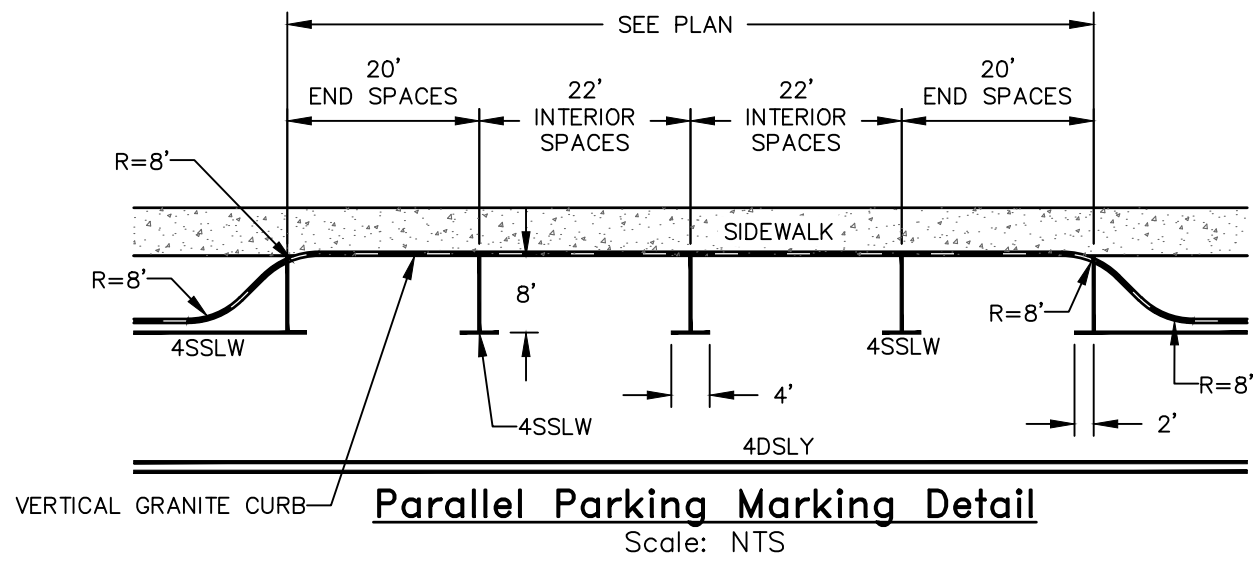 SEE PLAN
20'
END SPACES
22'
INTERIOR
SPACES
22'
INTERIOR
SPACES
20'
END SPACES
R=8'
SIDEWALK
R=8'
8'
R=8'
4SSLW
4SSLW
R=8'
4'
4SSLW
2'
4DSLY
VERTICAL GRANITE CURB
Parallel Parking Marking Detail
Scale: NTS